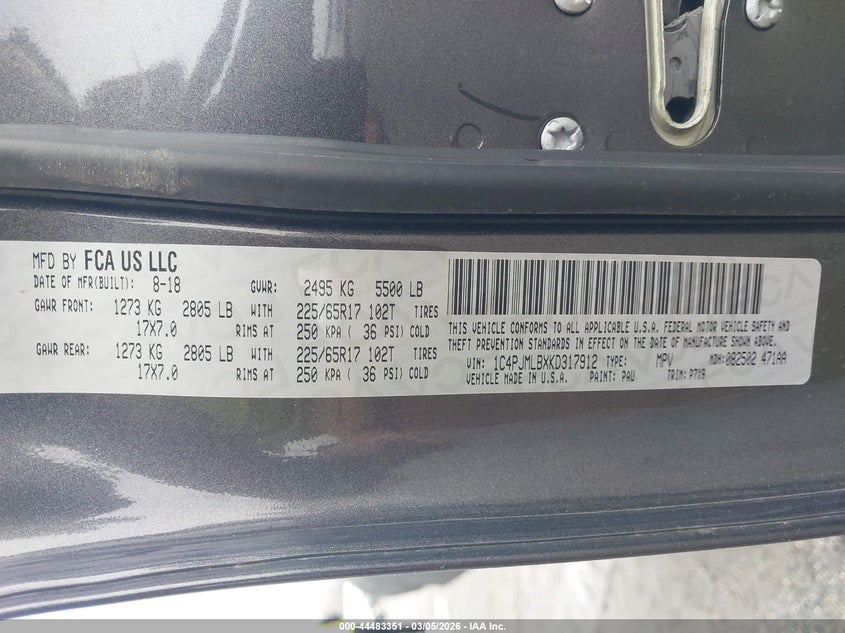 MFD BY FCA US LLC
DATE OF MFR(BUILT): 8-18 GVWR: 2495 KG 5500 LB
GAWR FRONT: 1273 KG 2805 LB WITH 225/65R17 102T TIRES
17X7.0 RIMS AT 250 KPA ( 36 PSI) COLD
GAWR REAR: 1273 KG 2805 LB WITH 225/65R17 102T TIRES
17X7.0 RIMS AT 250 KPA ( 36 PSI) COLD
THIS VEHICLE CONFORMS TO ALL APPLICABLE U.S.A. FEDERAL MOTOR VEHICLE SAFETY AND
THEFT PREVENTION STANDARDS IN EFFECT ON THE DATE OF MANUFACTURE SHOWN ABOVE.
VIN: 1C4PJMLBXKD317912 TYPE: MPV MDH: 082502 471AA
VEHICLE MADE IN U.S.A. PAINT: PAU TRIM: P7X9
000-44483351 - 03/05/2026 - IAA Inc.